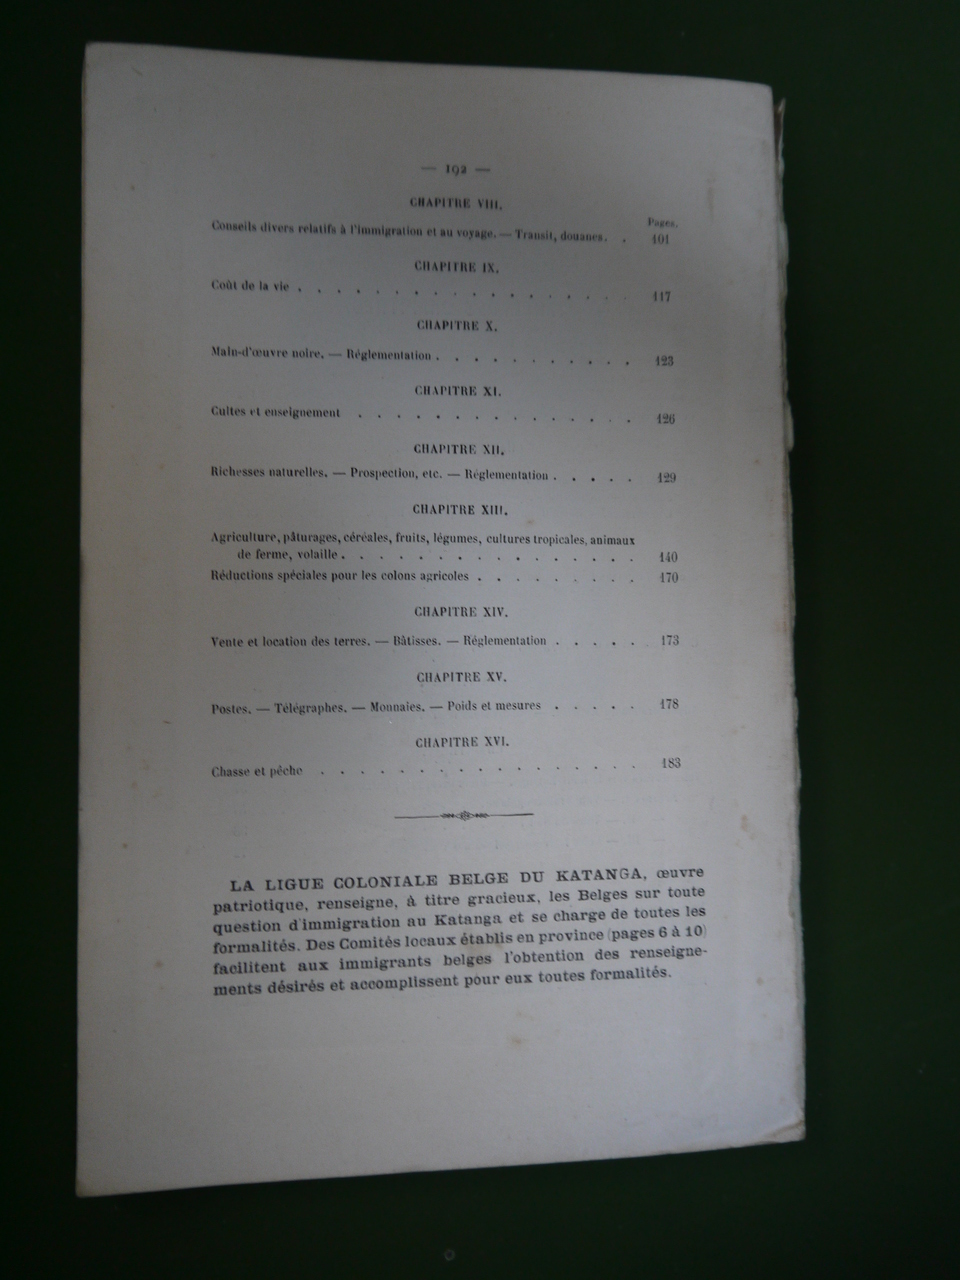 — 192 —
CHAPITRE VIII.
Pages.
Conseils divers relatifs à l'immigration et au voyage. — Transit, douanes. . 101
CHAPITRE IX.
Coût de la vie . . . . . . . . . . . . . . . . . 117
CHAPITRE X.
Main-d'œuvre noire. — Réglementation . . . . . . . . . . . 123
CHAPITRE XI.
Cultes et enseignement . . . . . . . . . . . . . . . 126
CHAPITRE XII.
Richesses naturelles. — Prospection, etc. — Réglementation . . . . . 129
CHAPITRE XIII.
Agriculture, pâturages, céréales, fruits, légumes, cultures tropicales, animaux
de ferme, volaille . . . . . . . . . . . . . . . . 140
Réductions spéciales pour les colons agricoles . . . . . . . . . 170
CHAPITRE XIV.
Vente et location des terres. — Bâtisses. — Réglementation . . . . . 173
CHAPITRE XV.
Postes. — Télégraphes. — Monnaies. — Poids et mesures . . . . . 178
CHAPITRE XVI.
Chasse et pêche . . . . . . . . . . . . . . . . . 183
LA LIGUE COLONIALE BELGE DU KATANGA, œuvre
patriotique, renseigne, à titre gracieux, les Belges sur toute
question d'immigration au Katanga et se charge de toutes les
formalités. Des Comités locaux établis en province (pages 6 à 10)
facilitent aux immigrants belges l'obtention des renseigne-
ments désirés et accomplissent pour eux toutes formalités.